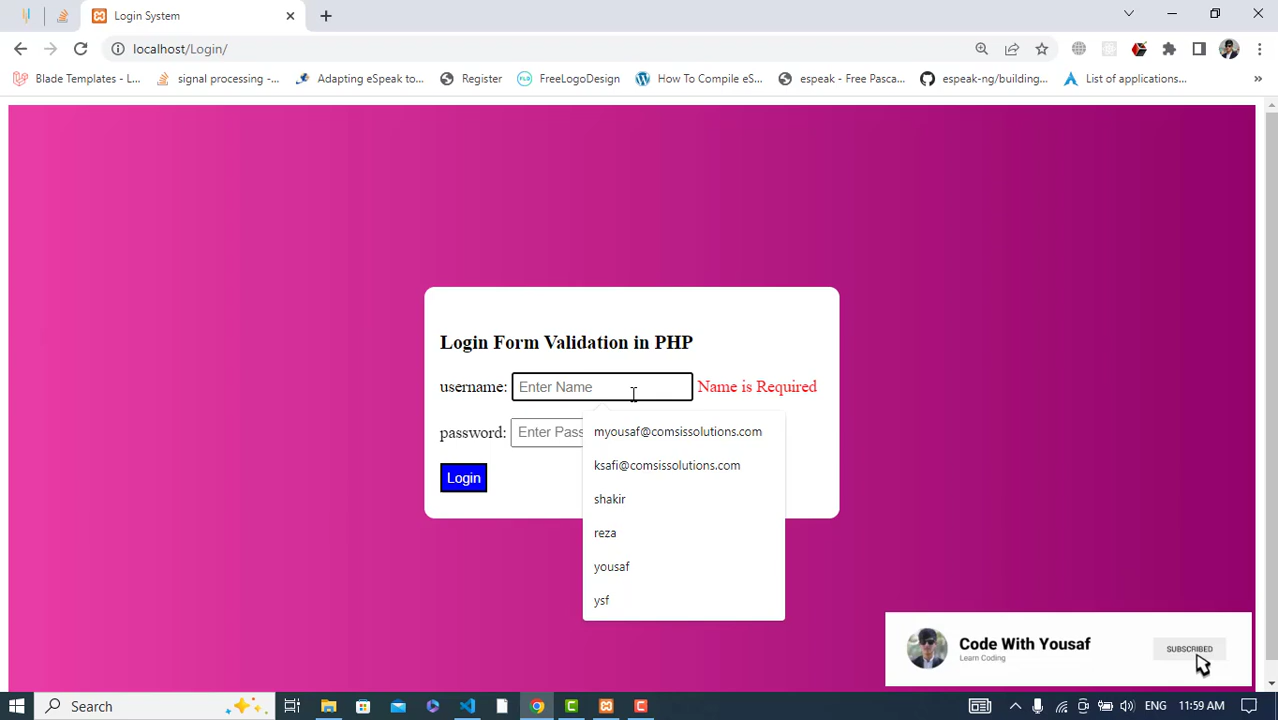 Login System
localhost/Login/
Blade Templates - L...
signal processing -...
Adapting eSpeak to...
Register
FreeLogoDesign
How To Compile eS...
espeak - Free Pasca...
espeak-ng/building...
List of applications...
»
Login Form Validation in PHP
username: Enter Name Name is Required
password: Enter Pass
myousaf@comsissolutions.com
ksafi@comsissolutions.com
shakir
reza
yousaf
ysf
Login
Code With Yousaf
Learn Coding
SUBSCRIBED
Search
ENG
11:59 AM